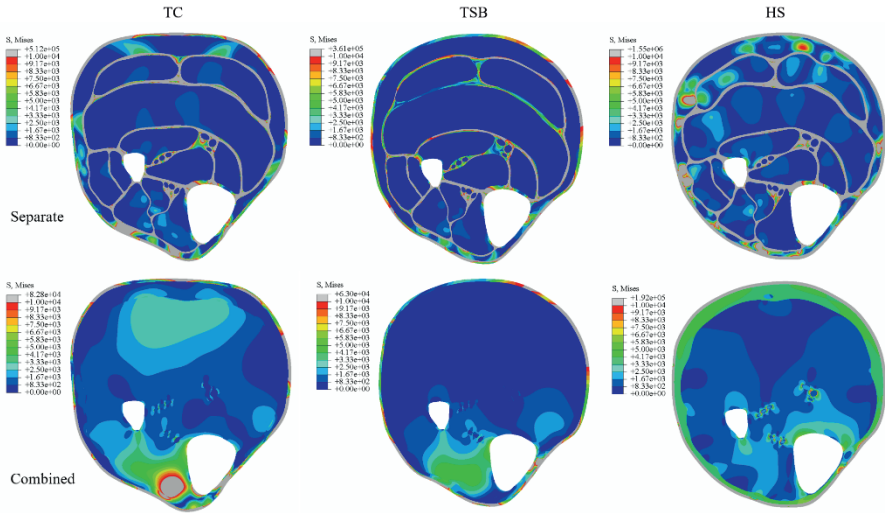 TC
TSB
HS
S, Mises
+5.12e+05
+1.00e+04
+9.17e+03
+8.33e+03
+7.50e+03
+6.67e+03
+5.83e+03
+5.00e+03
+4.17e+03
+3.33e+03
+2.50e+03
+1.67e+03
+8.33e+02
+0.00e+00
S, Mises
+3.61e+05
+1.00e+04
+9.17e+03
+8.33e+03
+7.50e+03
+6.67e+03
+5.83e+03
+5.00e+03
+4.17e+03
+3.33e+03
+2.50e+03
+1.67e+03
+8.33e+02
+0.00e+00
S, Mises
+1.55e+06
+1.00e+04
+9.17e+03
+8.33e+03
+7.50e+03
+6.67e+03
+5.83e+03
+5.00e+03
+4.17e+03
+3.33e+03
+2.50e+03
+1.67e+03
+8.33e+02
+0.00e+00
Separate
S, Mises
+8.28e+04
+1.00e+04
+9.17e+03
+8.33e+03
+7.50e+03
+6.67e+03
+5.83e+03
+5.00e+03
+4.17e+03
+3.33e+03
+2.50e+03
+1.67e+03
+8.33e+02
+0.00e+00
S, Mises
+6.30e+04
+1.00e+04
+9.17e+03
+8.33e+03
+7.50e+03
+6.67e+03
+5.83e+03
+5.00e+03
+4.17e+03
+3.33e+03
+2.50e+03
+1.67e+03
+8.33e+02
+0.00e+00
S, Mises
+1.92e+05
+1.00e+04
+9.17e+03
+8.33e+03
+7.50e+03
+6.67e+03
+5.83e+03
+5.00e+03
+4.17e+03
+3.33e+03
+2.50e+03
+1.67e+03
+8.33e+02
+0.00e+00
Combined